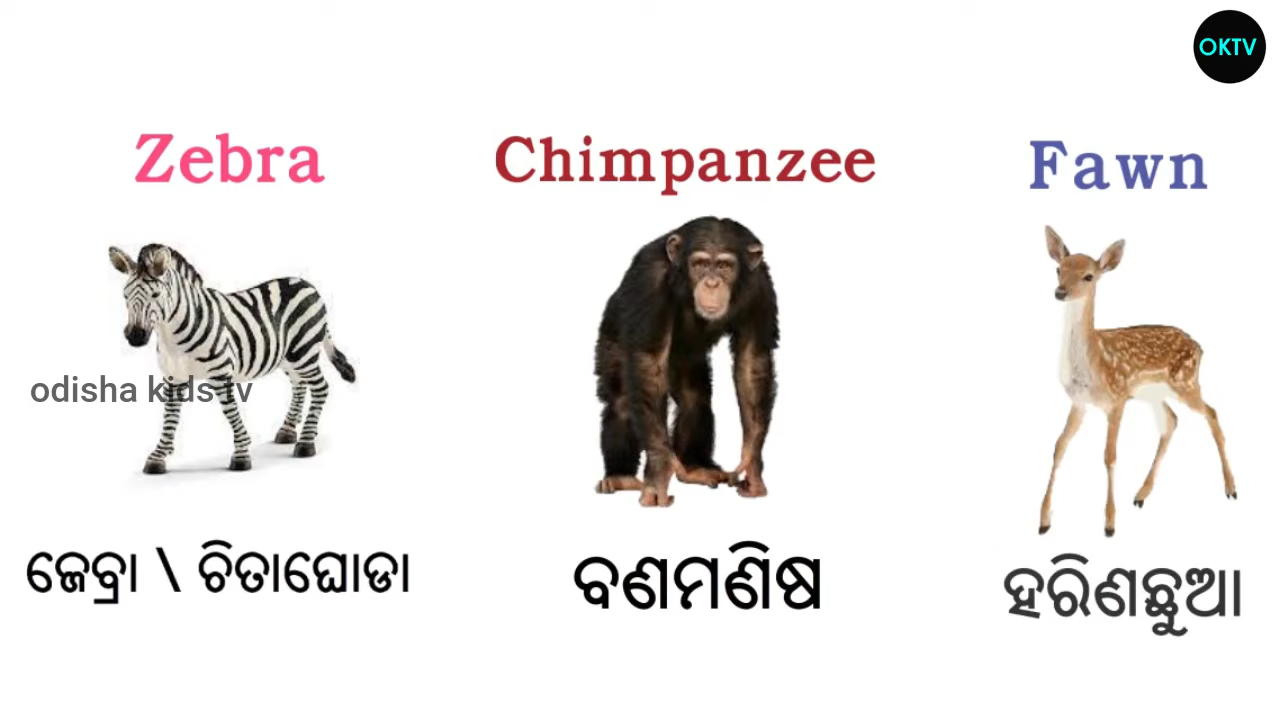 OKTV
Zebra
Chimpanzee
Fawn
odisha kids tv
ଜେବ୍ରା \ ଚିତାଘୋଡା
ବଣମଣିଷ
ହରିଣଛୁଆ